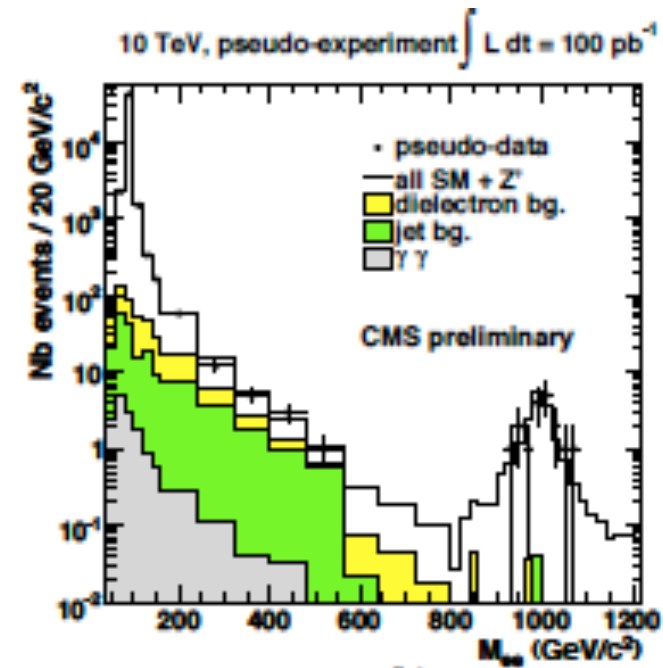 10 TeV, pseudo-experiment ∫ L dt = 100 pb⁻¹
Nb events / 20 GeV/c²
pseudo-data
all SM + Z'
dielectron bg.
jet bg.
γ γ
CMS preliminary
10⁴
10³
10²
10
1
10⁻¹
10⁻²
200 400 600 800 1000 1200
M_ee (GeV/c²)